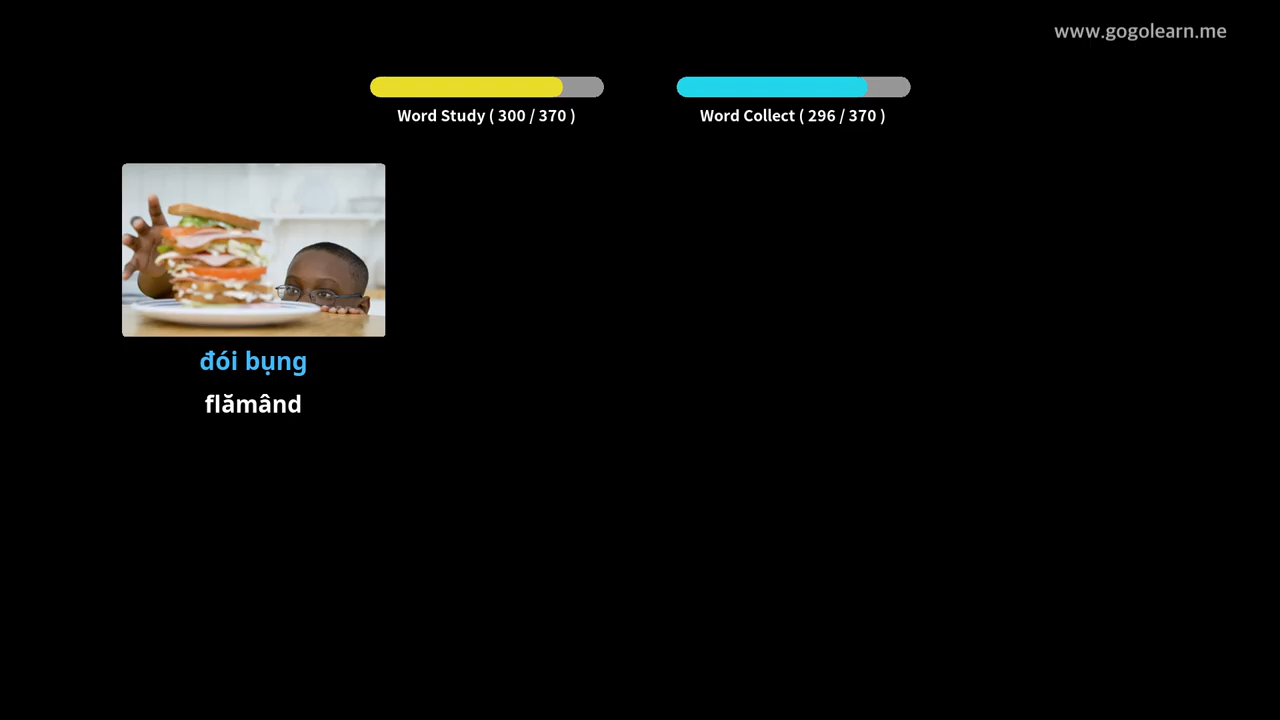 www.gogolearn.me
Word Study ( 300 / 370 )
Word Collect ( 296 / 370 )
đói bụng
flămând